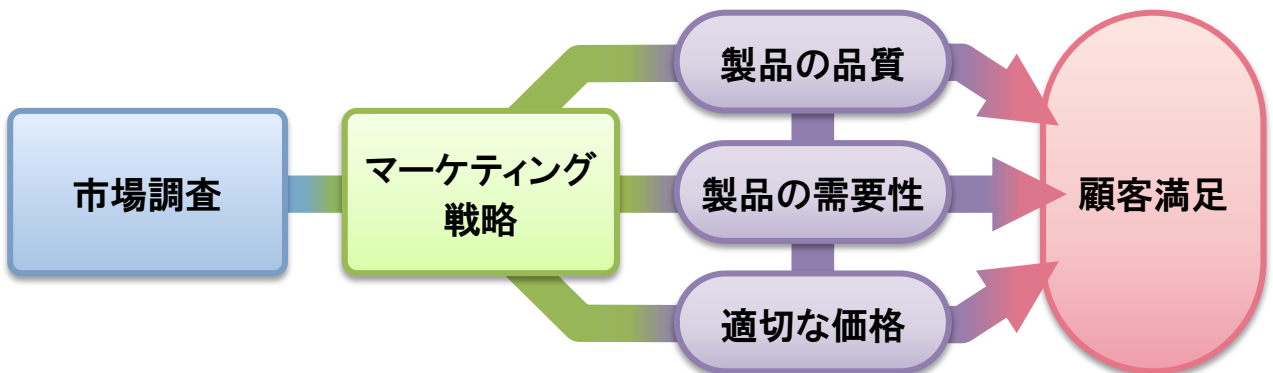 市場調査
マーケティング
戦略
製品の品質
製品の需要性
適切な価格
顧客満足